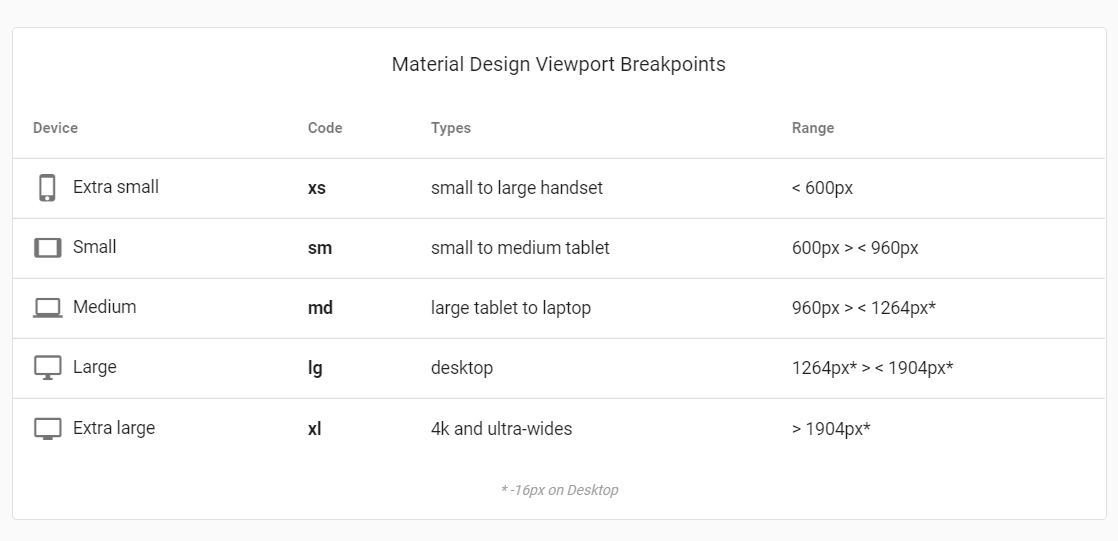 Material Design Viewport Breakpoints
Device Code Types Range
Extra small xs small to large handset < 600px
Small sm small to medium tablet 600px > < 960px
Medium md large tablet to laptop 960px > < 1264px*
Large lg desktop 1264px* > < 1904px*
Extra large xl 4k and ultra-wides > 1904px*
* -16px on Desktop